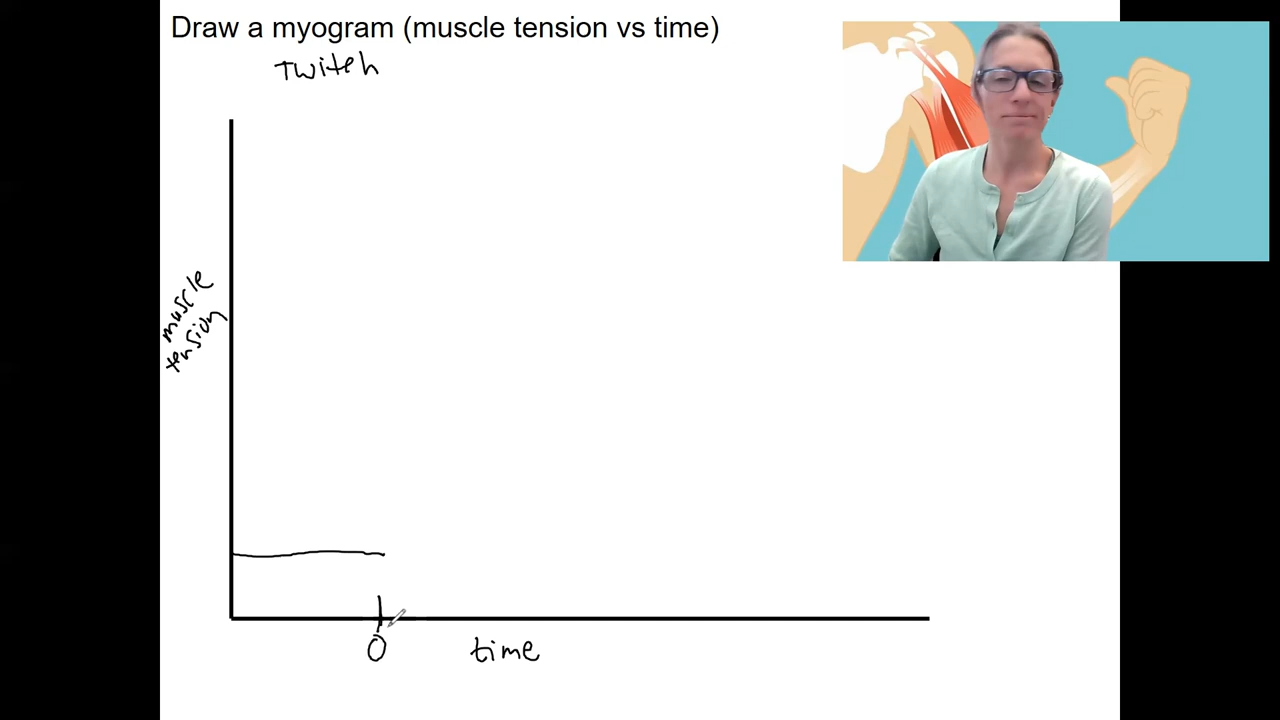 Draw a myogram (muscle tension vs time)
Twitch
muscle
tension
0
time